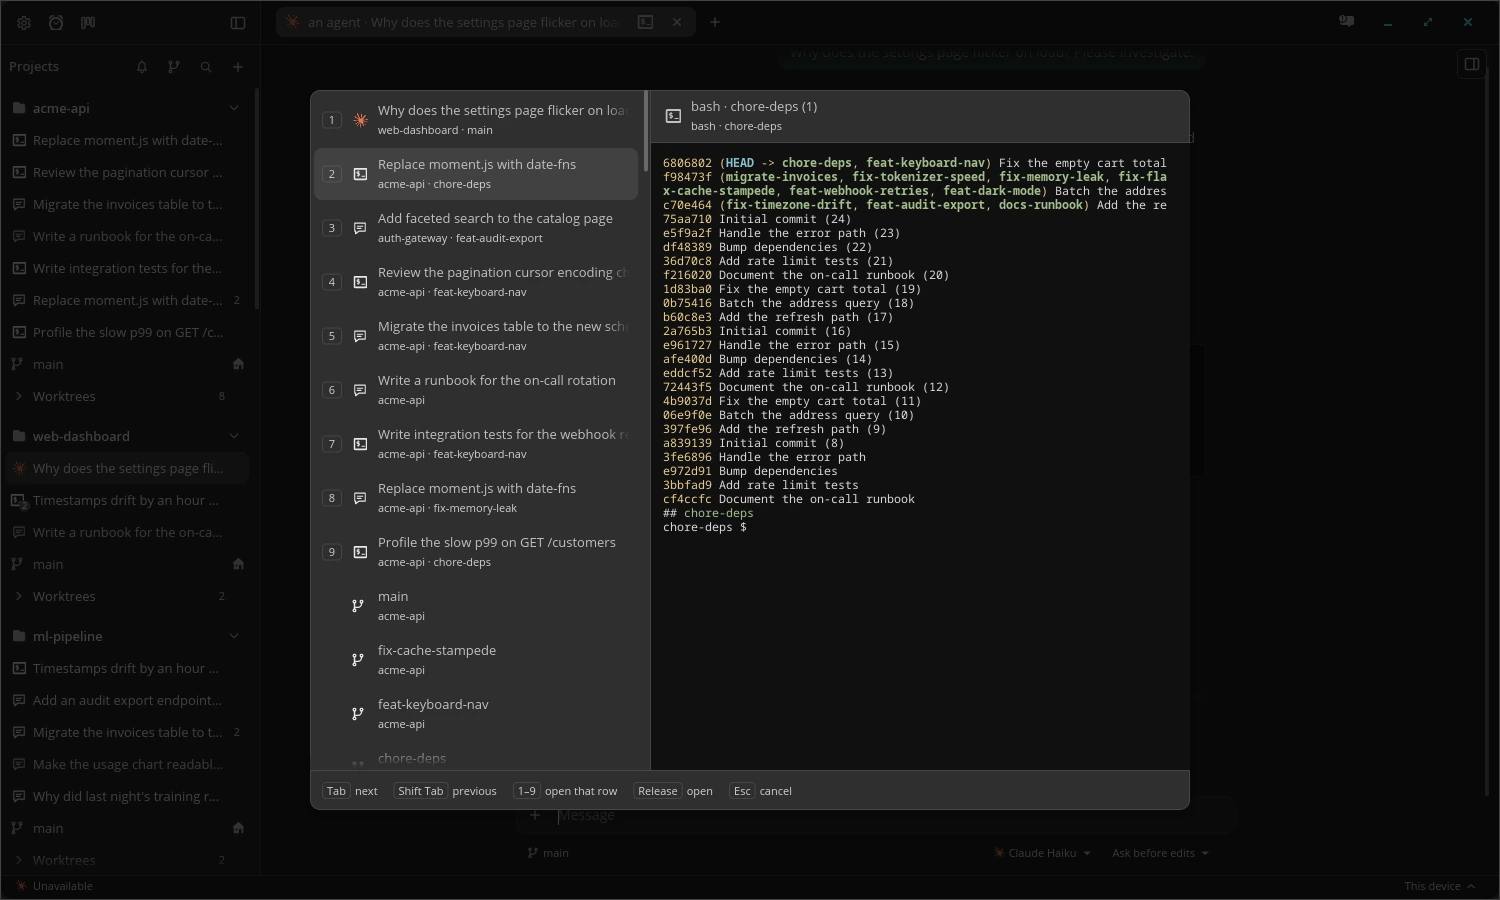 an agent · Why does the settings page flicker on loa
Why does the settings page flicker on load? Please investigate.
Projects
acme-api
Replace moment.js with date-...
Review the pagination cursor ...
Migrate the invoices table to t...
Write a runbook for the on-ca...
Write integration tests for the...
Replace moment.js with date-... 2
Profile the slow p99 on GET /c...
main
Worktrees 8
web-dashboard
Why does the settings page fli...
Timestamps drift by an hour ...
2
Write a runbook for the on-ca...
main
Worktrees 2
ml-pipeline
Timestamps drift by an hour ...
Add an audit export endpoint...
Migrate the invoices table to t... 2
Make the usage chart readabl...
Why did last night's training r...
main
Worktrees 2
Unavailable
1 Why does the settings page flicker on loa
web-dashboard · main
2 Replace moment.js with date-fns
acme-api · chore-deps
3 Add faceted search to the catalog page
auth-gateway · feat-audit-export
4 Review the pagination cursor encoding ch
acme-api · feat-keyboard-nav
5 Migrate the invoices table to the new sch
acme-api · feat-keyboard-nav
6 Write a runbook for the on-call rotation
acme-api
7 Write integration tests for the webhook re
acme-api · feat-keyboard-nav
8 Replace moment.js with date-fns
acme-api · fix-memory-leak
9 Profile the slow p99 on GET /customers
acme-api · chore-deps
main
acme-api
fix-cache-stampede
acme-api
feat-keyboard-nav
acme-api
chore-deps
bash · chore-deps (1)
bash · chore-deps
6806802 (HEAD -> chore-deps, feat-keyboard-nav) Fix the empty cart total
f98473f (migrate-invoices, fix-tokenizer-speed, fix-memory-leak, fix-fla
x-cache-stampede, feat-webhook-retries, feat-dark-mode) Batch the addres
c70e464 (fix-timezone-drift, feat-audit-export, docs-runbook) Add the re
75aa710 Initial commit (24)
e5f9a2f Handle the error path (23)
df48389 Bump dependencies (22)
36d70c8 Add rate limit tests (21)
f216020 Document the on-call runbook (20)
1d83ba0 Fix the empty cart total (19)
0b75416 Batch the address query (18)
b60c8e3 Add the refresh path (17)
2a765b3 Initial commit (16)
e961727 Handle the error path (15)
afe400d Bump dependencies (14)
eddcf52 Add rate limit tests (13)
72443f5 Document the on-call runbook (12)
4b9037d Fix the empty cart total (11)
06e9f0e Batch the address query (10)
397fe96 Add the refresh path (9)
a839139 Initial commit (8)
3fe6896 Handle the error path
e972d91 Bump dependencies
3bbfad9 Add rate limit tests
cf4ccfc Document the on-call runbook
## chore-deps
chore-deps $
Tab next Shift Tab previous 1–9 open that row Release open Esc cancel
Message
main Claude Haiku Ask before edits
This device